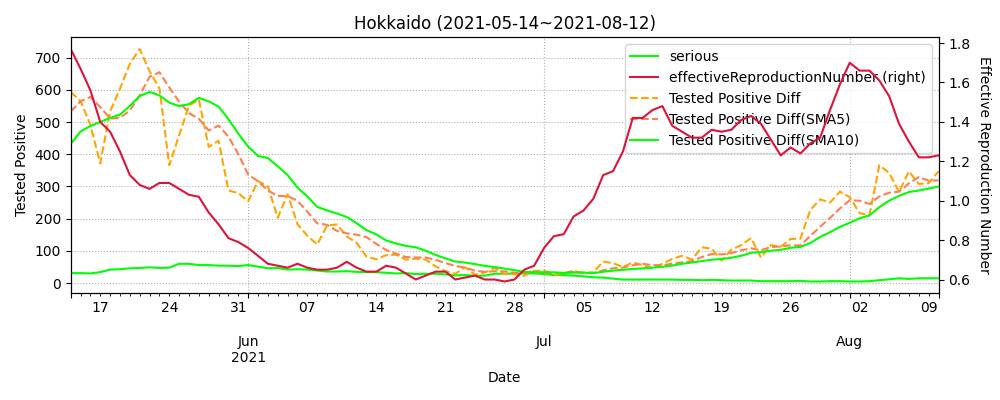 Hokkaido (2021-05-14~2021-08-12)
serious
effectiveReproductionNumber (right)
Tested Positive Diff
Tested Positive Diff(SMA5)
Tested Positive Diff(SMA10)
Tested Positive
700
600
500
400
300
200
100
0
Effective Reproduction Number
1.8
1.6
1.4
1.2
1.0
0.8
0.6
17
24
07
14
21
28
05
12
19
26
02
09
Jun
2021
Jul
Aug
Date